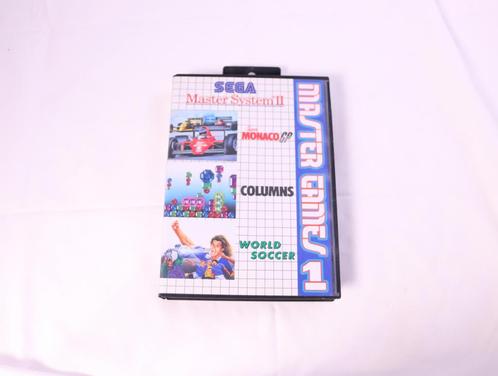 SEGA
Master System II
MONACO GP
COLUMNS
WORLD
SOCCER
MASTER GAMES 1